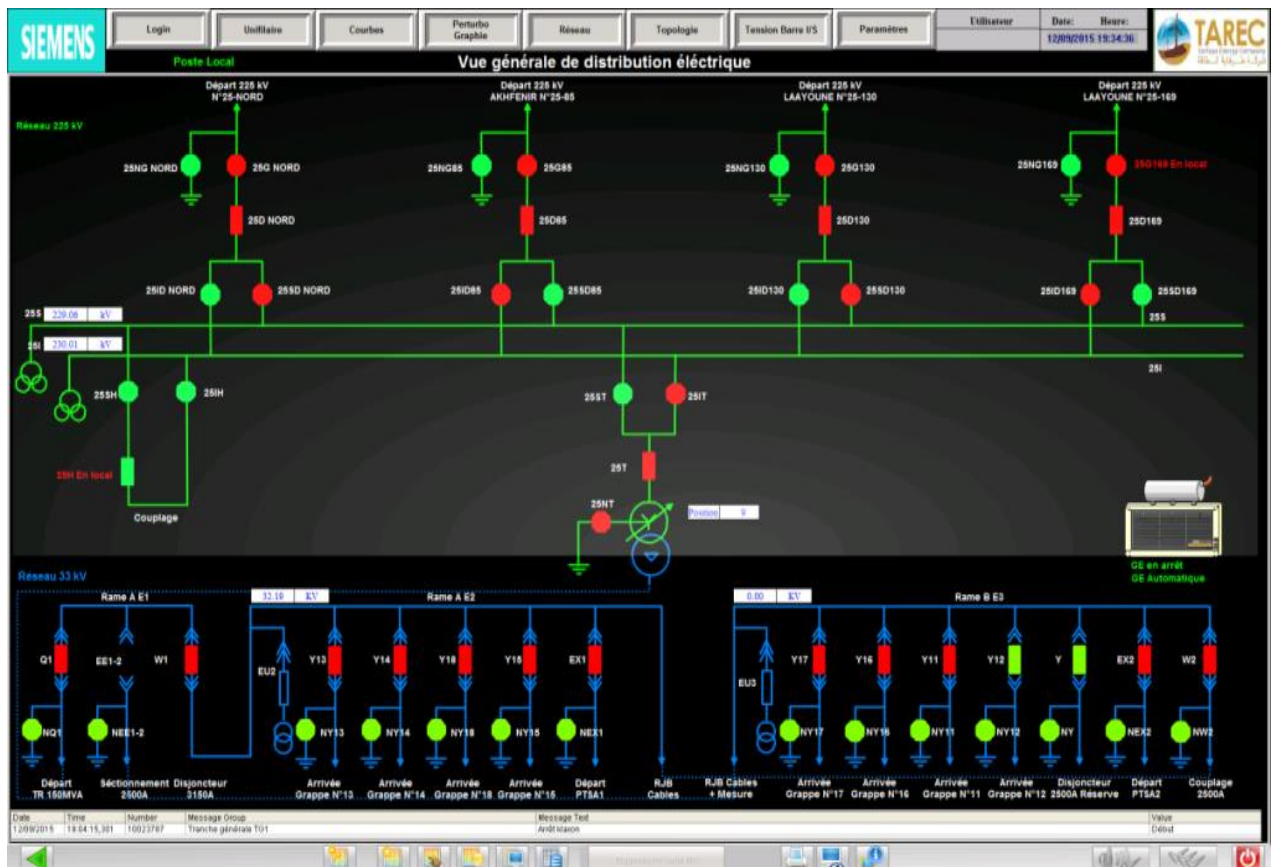 SIEMENS
Login
Unifilaire
Courbes
Perturbo
Graphie
Réseau
Topologie
Tension Barre I/S
Paramètres
Utilisateur
Date: Heure:
12/09/2015 19:34:36
TAREC
Poste Local
Vue générale de distribution éléctrique
Départ 225 kV
N°25-NORD
Départ 225 kV
AKHFENIR N°25-85
Départ 225 kV
LAAYOUNE N°25-130
Départ 225 kV
LAAYOUNE N°25-169
Réseau 225 kV
25NG NORD
25G NORD
25NG85
25G85
25NG130
25G130
25NG169
25G169 En local
25D NORD
25D85
25D130
25D169
25ID NORD
25SD NORD
25ID85
25SD85
25ID130
25SD130
25ID169
25SD169
25S 229.06 kV
25S
25I 230.01 kV
25I
25SH
25IH
25ST
25IT
25H En local
25T
Couplage
25NT
Position 9
GE en arrêt
GE Automatique
Réseau 33 kV
Rame A E1
32.19 KV
Rame A E2
0.00 KV
Rame B E3
Q1
EE1-2
W1
EU2
Y13
Y14
Y18
Y15
EX1
EU3
Y17
Y16
Y11
Y12
Y
EX2
W2
NQ1
NEE1-2
NY13
NY14
NY18
NY15
NEX1
NY17
NY16
NY11
NY12
NY
NEX2
NW2
Départ
TR 150MVA
Séctionnement
2500A
Disjoncteur
3150A
Arrivée
Grappe N°13
Arrivée
Grappe N°14
Arrivée
Grappe N°18
Arrivée
Grappe N°15
Départ
PTSA1
RJB
Cables
RJB Cables
+ Mesure
Arrivée
Grappe N°17
Arrivée
Grappe N°16
Arrivée
Grappe N°11
Arrivée
Grappe N°12
Disjoncteur
2500A Réserve
Départ
PTSA2
Couplage
2500A
Date Time Number Message Group Message Text Value
12/09/2015 18:04:15,301 10023787 Tranche générale TG1 Arrêt klaxon Début